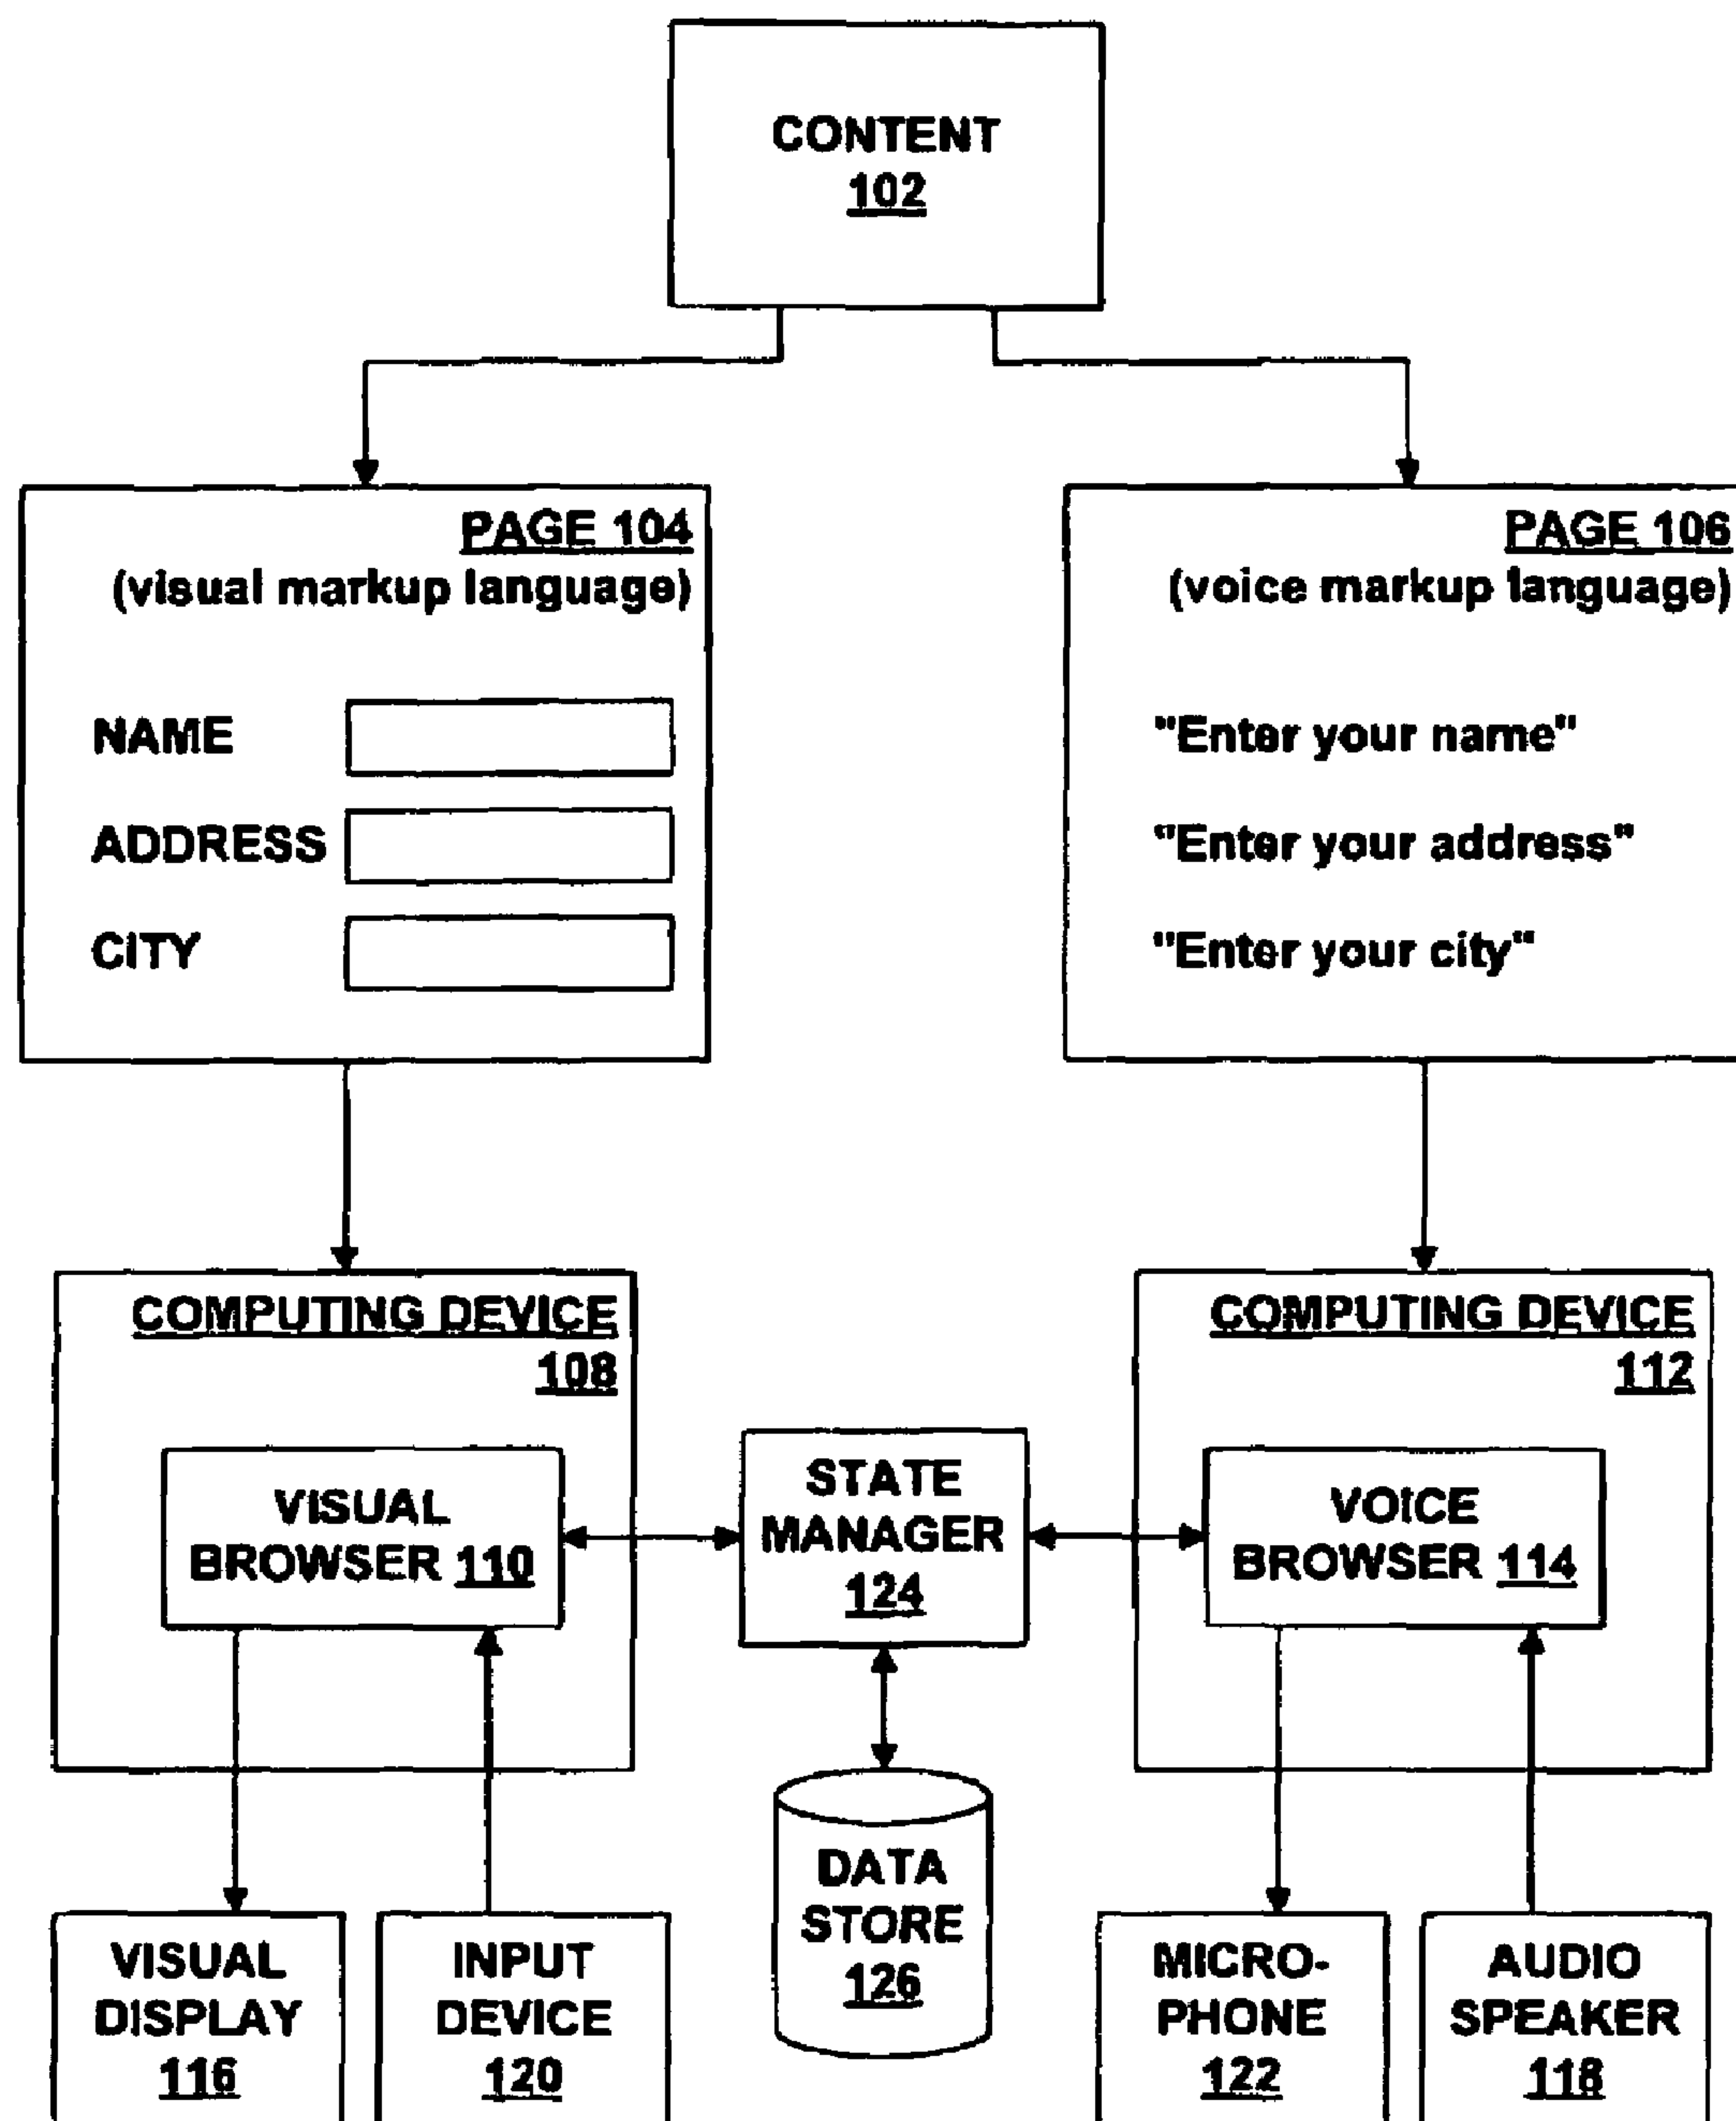 CONTENT
102
PAGE 104
(visual markup language)
NAME
ADDRESS
CITY
PAGE 106
(voice markup language)
"Enter your name"
"Enter your address"
"Enter your city"
COMPUTING DEVICE
108
VISUAL
BROWSER 110
STATE
MANAGER
124
COMPUTING DEVICE
112
VOICE
BROWSER 114
DATA
STORE
126
VISUAL
DISPLAY
116
INPUT
DEVICE
120
MICRO-
PHONE
122
AUDIO
SPEAKER
118